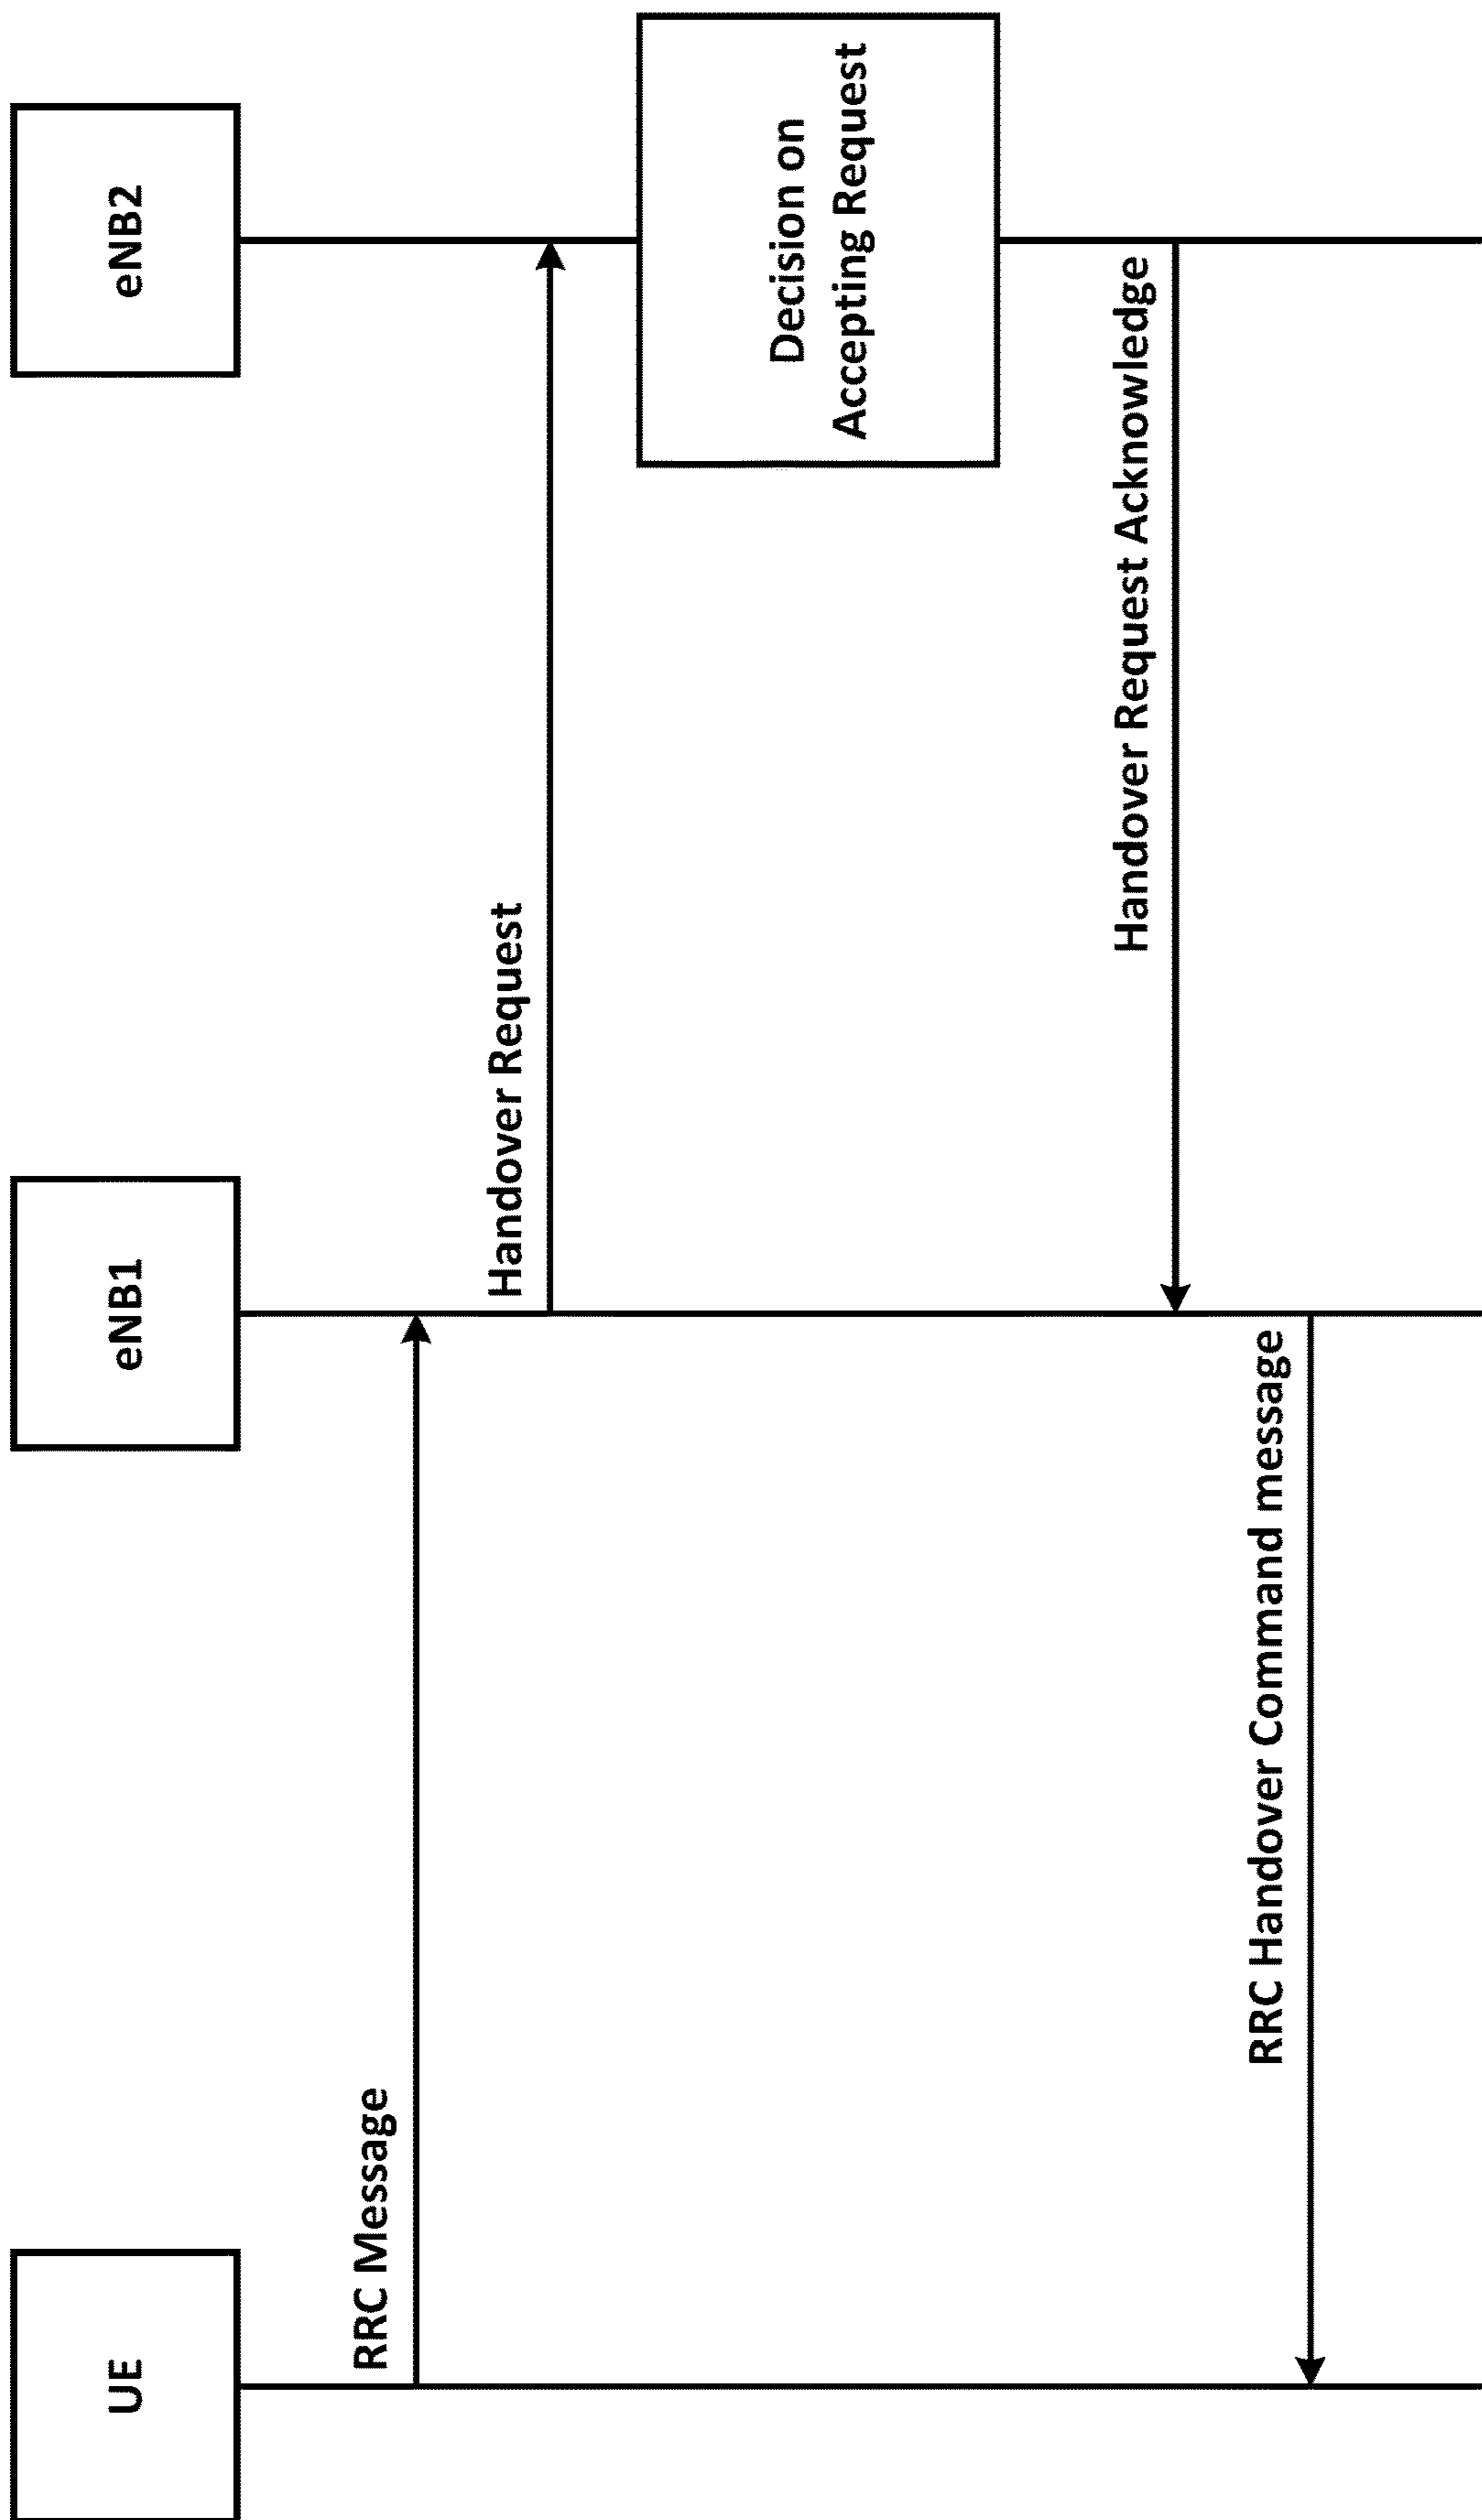 UE
eNB1
eNB2
RRC Message
Handover Request
Decision on
Accepting Request
Handover Request Acknowledge
RRC Handover Command message